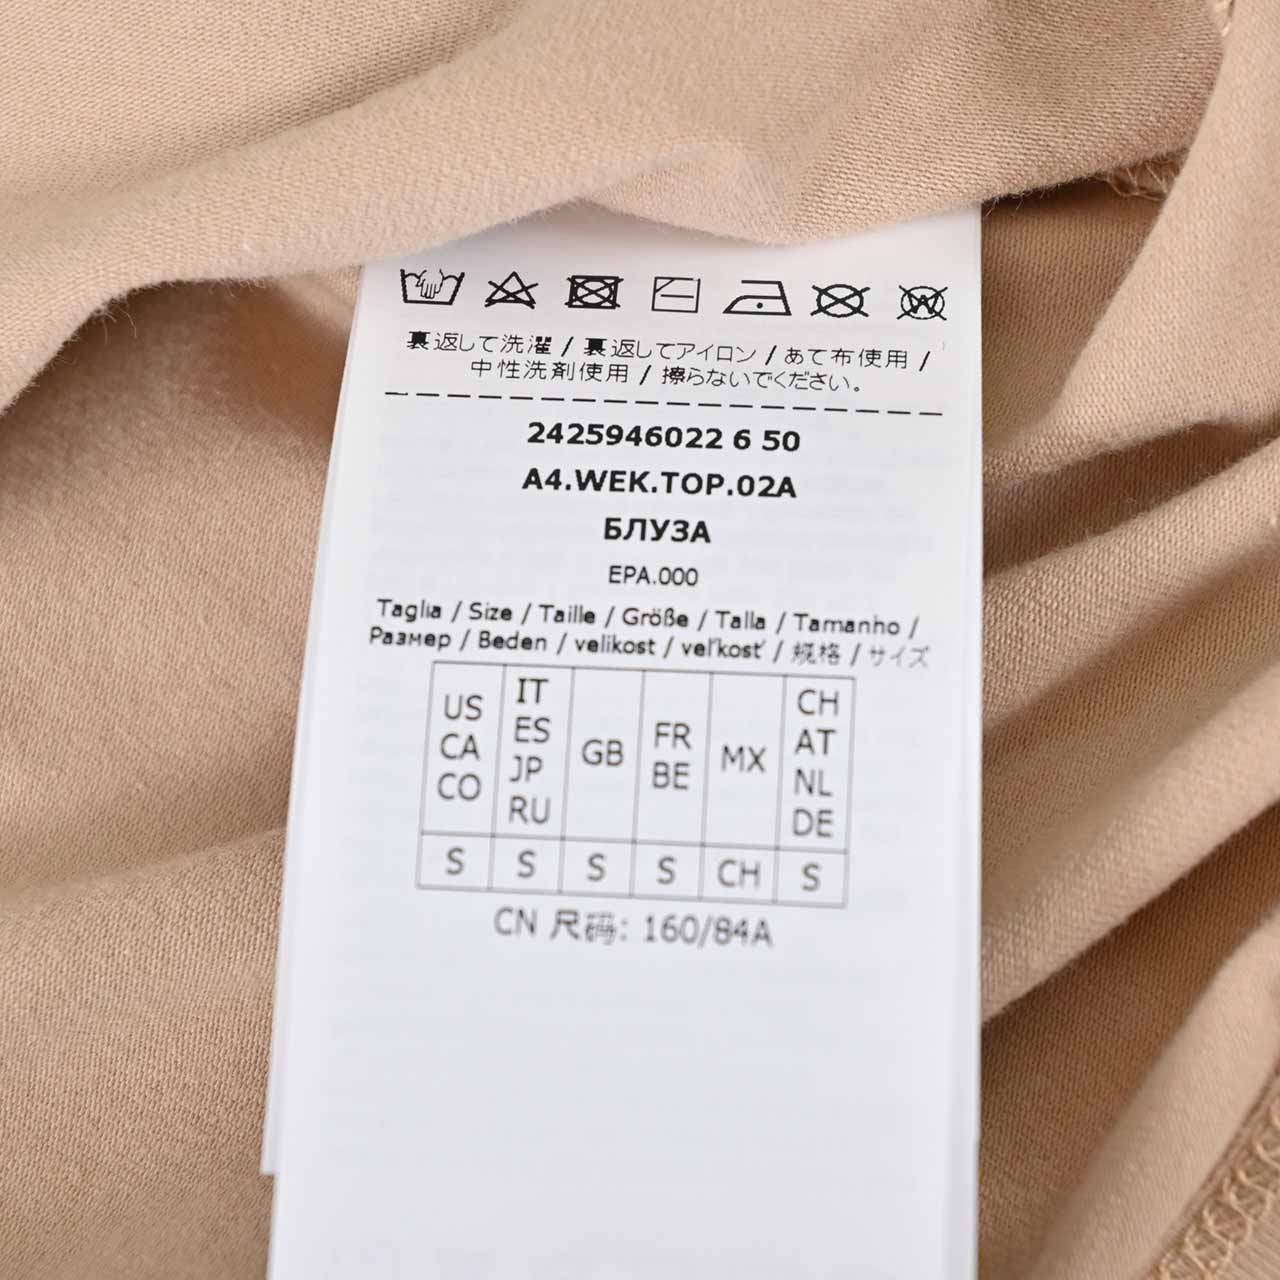 裏返して洗濯 / 裏返してアイロン / あて布使用 /
中性洗剤使用 / 擦らないでください。
2425946022 6 50
A4.WEK.TOP.02A
БЛУЗА
EPA.000
Taglia / Size / Taille / Größe / Talla / Tamanho /
Размер / Beden / velikost / veľkosť / 規格 / サイズ
US CA CO
IT ES JP RU
GB
FR BE
MX
CH AT NL DE
S S S S CH S
CN 尺码: 160/84A